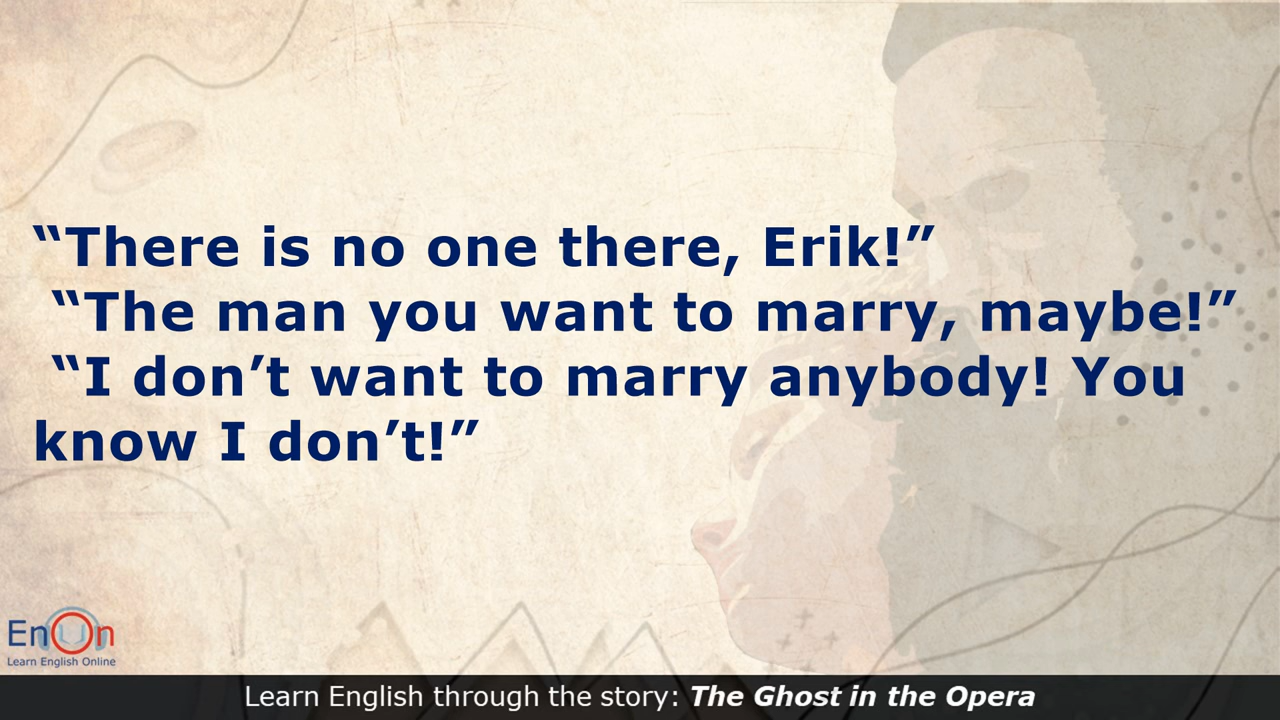 “There is no one there, Erik!”
“The man you want to marry, maybe!”
“I don’t want to marry anybody! You
know I don’t!”
EnOn
Learn English Online
Learn English through the story: The Ghost in the Opera